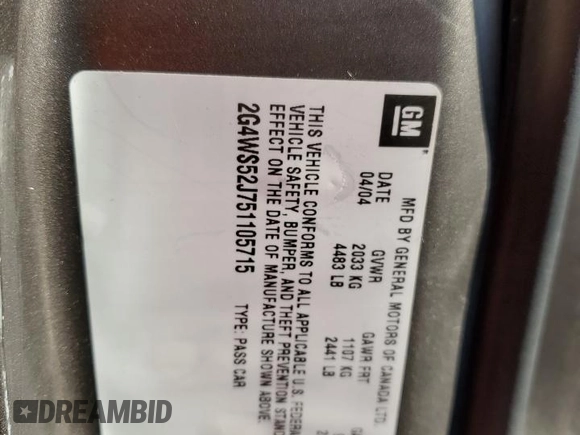 GM
MFD BY GENERAL MOTORS OF CANADA LTD.
DATE GVWR GAWR FRT
04/04 2033 KG 1107 KG
4483 LB 2441 LB
THIS VEHICLE CONFORMS TO ALL APPLICABLE U.S. FEDERA
VEHICLE SAFETY, BUMPER, AND THEFT PREVENTION STAN
EFFECT ON THE DATE OF MANUFACTURE SHOWN ABOVE.
2G4WS52J751105715 TYPE: PASS CAR
DREAMBID